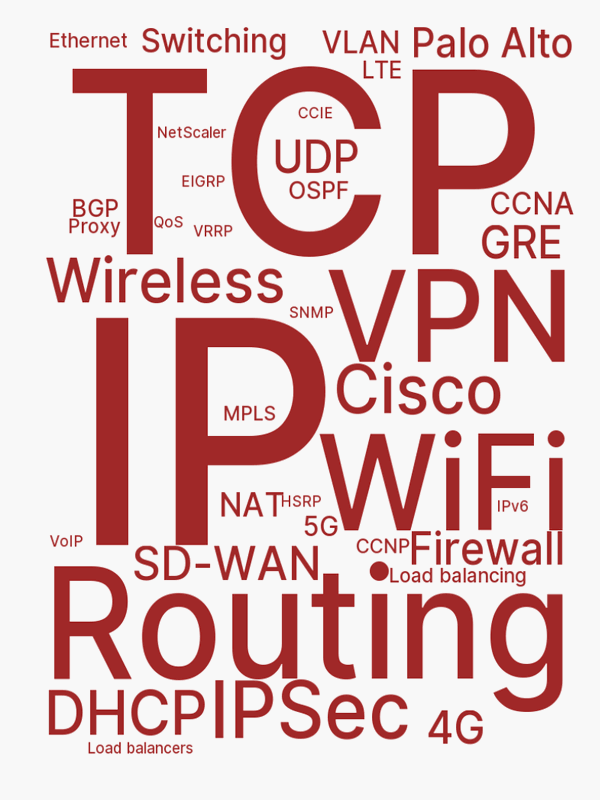 Ethernet
Switching
VLAN
Palo Alto
LTE
TCP
CCIE
NetScaler
UDP
EIGRP
OSPF
BGP
CCNA
Proxy
QoS
VRRP
GRE
Wireless
VPN
SNMP
IP
Cisco
MPLS
WiFi
NAT
HSRP
IPv6
5G
VoIP
CCNP
Firewall
SD-WAN
Load balancing
Routing
DHCP
IPSec
4G
Load balancers